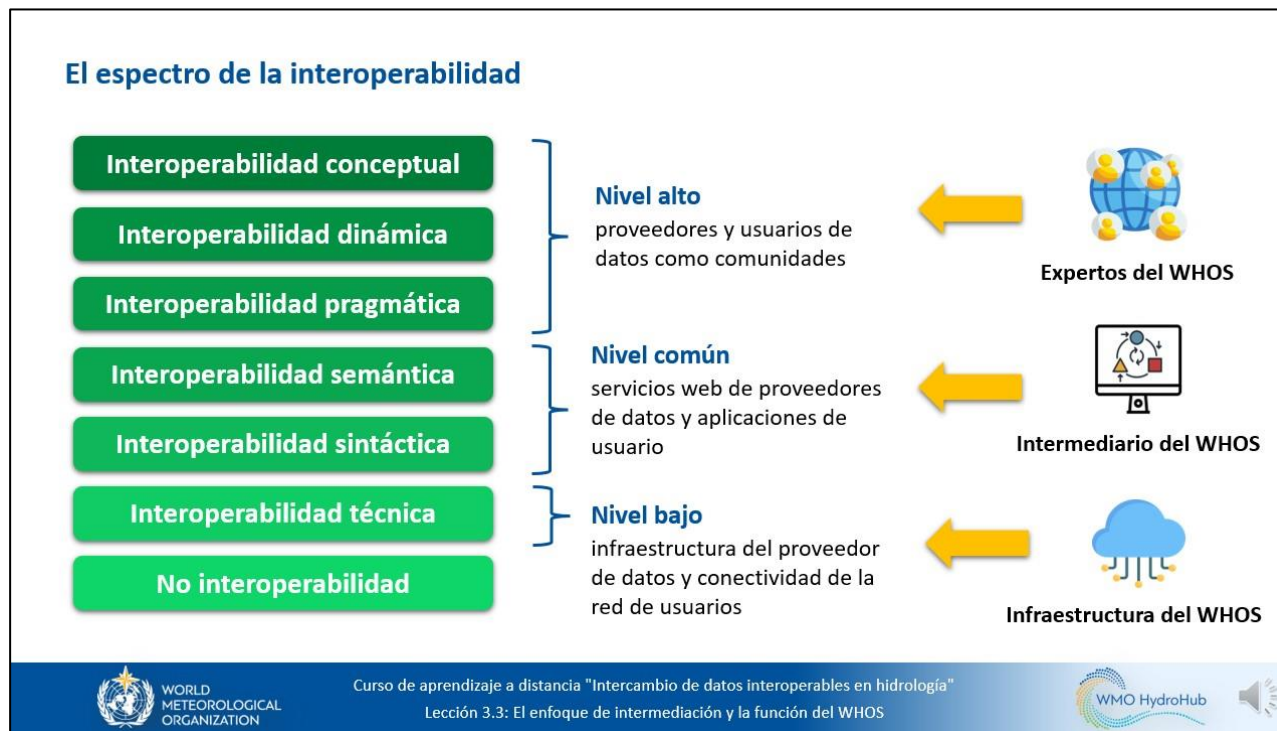 El espectro de la interoperabilidad
Interoperabilidad conceptual
Interoperabilidad dinámica
Interoperabilidad pragmática
Interoperabilidad semántica
Interoperabilidad sintáctica
Interoperabilidad técnica
No interoperabilidad
Nivel alto
proveedores y usuarios de
datos como comunidades
Nivel común
servicios web de proveedores
de datos y aplicaciones de
usuario
Nivel bajo
infraestructura del proveedor
de datos y conectividad de la
red de usuarios
Expertos del WHOS
Intermediario del WHOS
Infraestructura del WHOS
WORLD
METEOROLOGICAL
ORGANIZATION
Curso de aprendizaje a distancia "Intercambio de datos interoperables en hidrología"
Lección 3.3: El enfoque de intermediación y la función del WHOS
WMO HydroHub